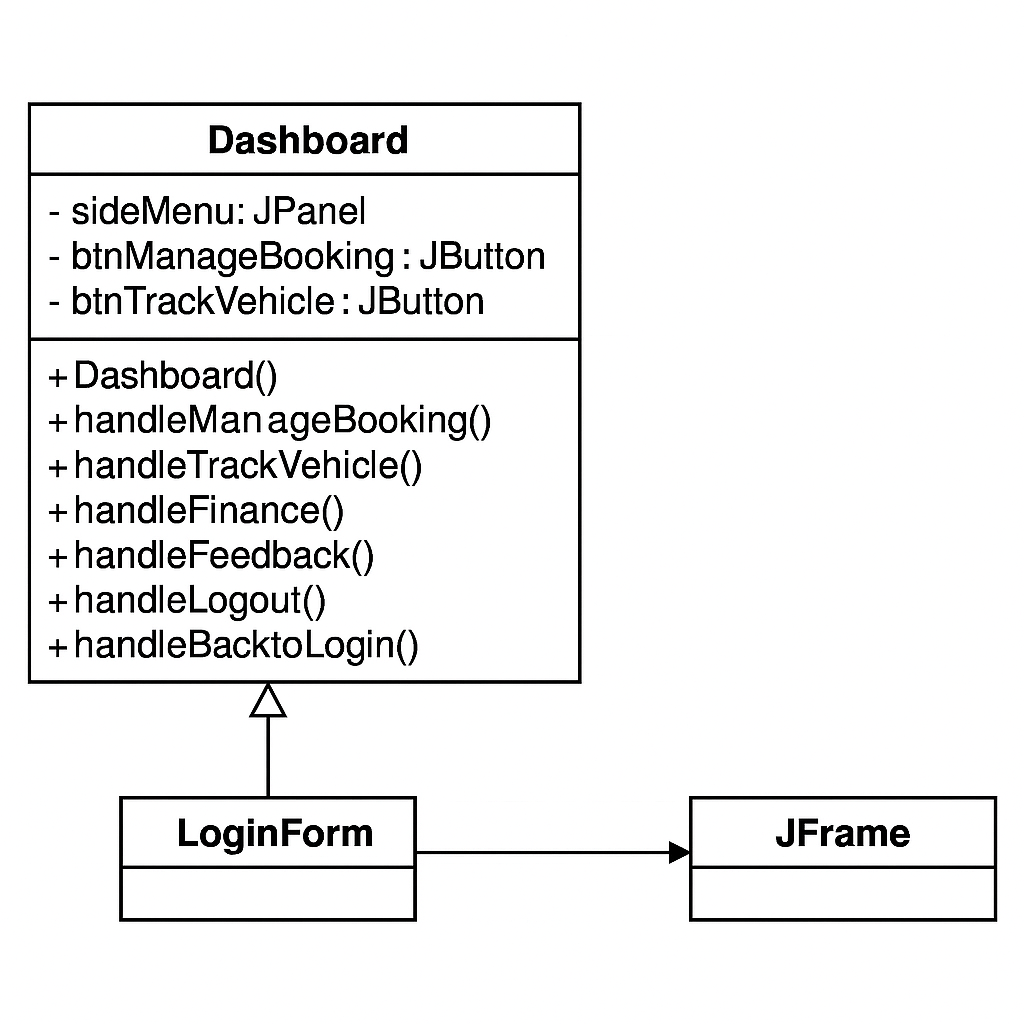 Dashboard
- sideMenu: JPanel
- btnManageBooking : JButton
- btnTrackVehicle : JButton
+ Dashboard()
+ handleManageBooking()
+ handleTrackVehicle()
+ handleFinance()
+ handleFeedback()
+ handleLogout()
+ handleBacktoLogin()
LoginForm
JFrame